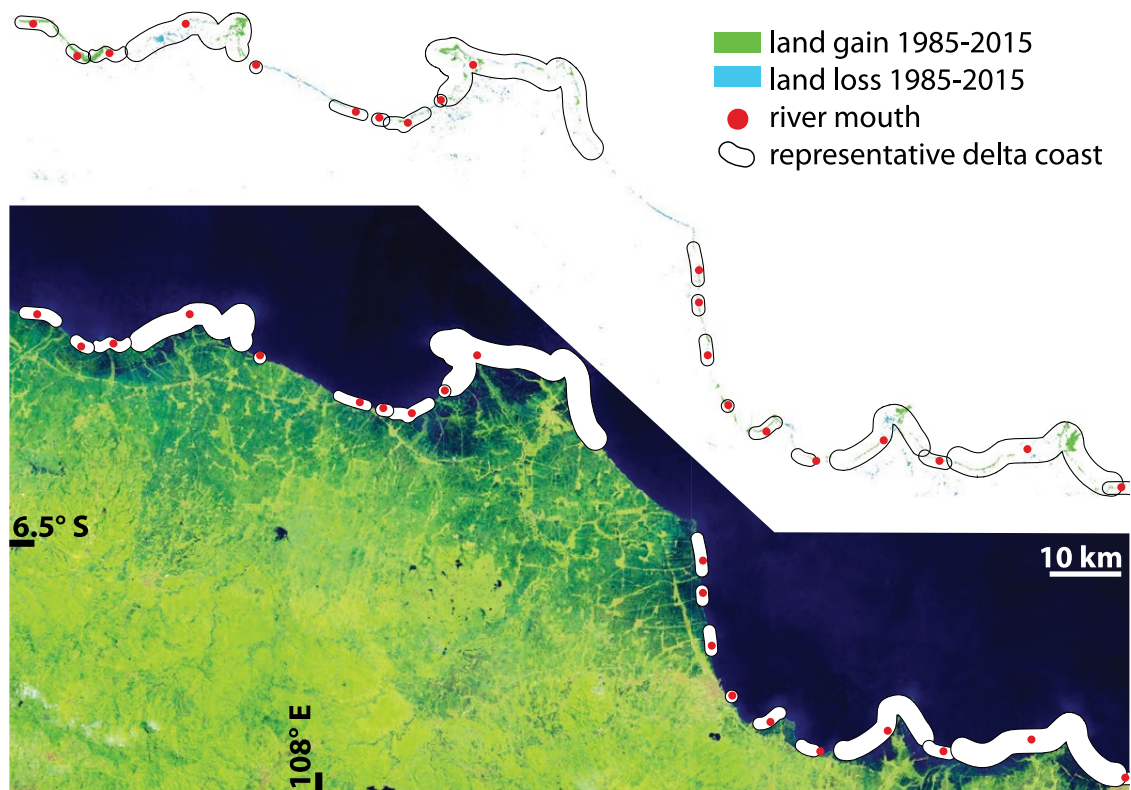 land gain 1985-2015
land loss 1985-2015
river mouth
representative delta coast
6.5° S
10 km
108° E